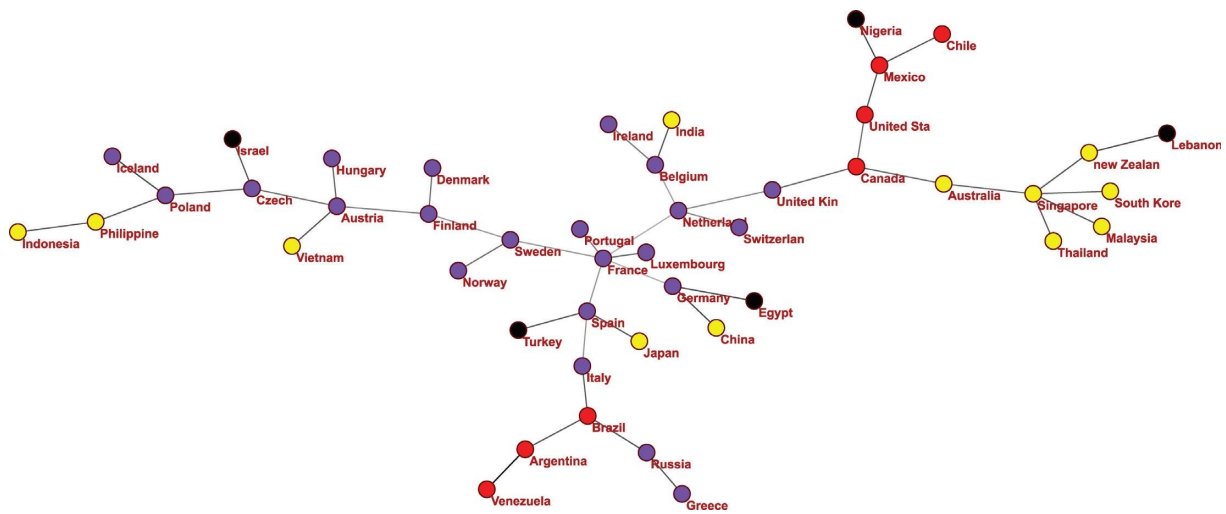 Nigeria
Chile
Mexico
United Sta
Lebanon
Ireland
India
Israel
new Zealan
Iceland
Hungary
Belgium
Canada
Denmark
Australia
Singapore
South Kore
Czech
Poland
United Kin
Austria
Finland
Netherland
Philippine
Malaysia
Indonesia
Switzerlan
Portugal
Sweden
Thailand
Vietnam
France
Luxembourg
Norway
Germany
Egypt
Spain
China
Turkey
Japan
Italy
Brazil
Argentina
Russia
Venezuela
Greece